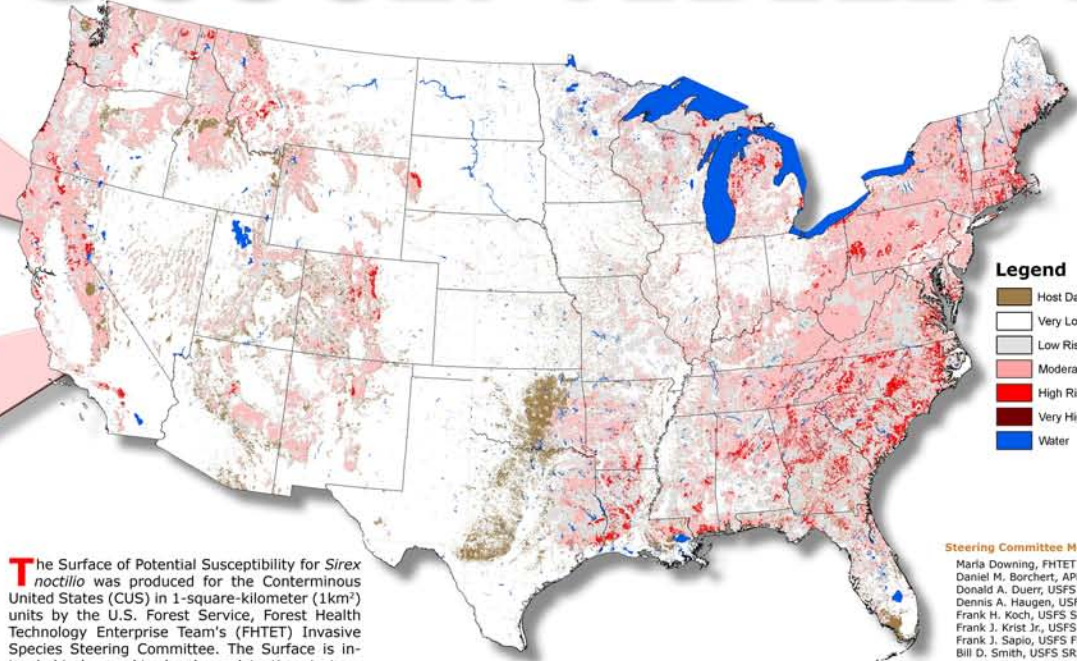 Legend
Host Da
Very Lo
Low Ris
Modera
High Ri
Very Hi
Water
The Surface of Potential Susceptibility for Sirex
noctilio was produced for the Conterminous
United States (CUS) in 1-square-kilometer (1km²)
units by the U.S. Forest Service, Forest Health
Technology Enterprise Team's (FHTET) Invasive
Species Steering Committee. The Surface is in-
Steering Committee M
Marla Downing, FHTET
Daniel M. Borchert, AP
Donald A. Duerr, USFS
Dennis A. Haugen, USF
Frank H. Koch, USFS S
Frank J. Krist Jr., USFS
Frank J. Sapio, USFS F
Bill D. Smith, USFS SR